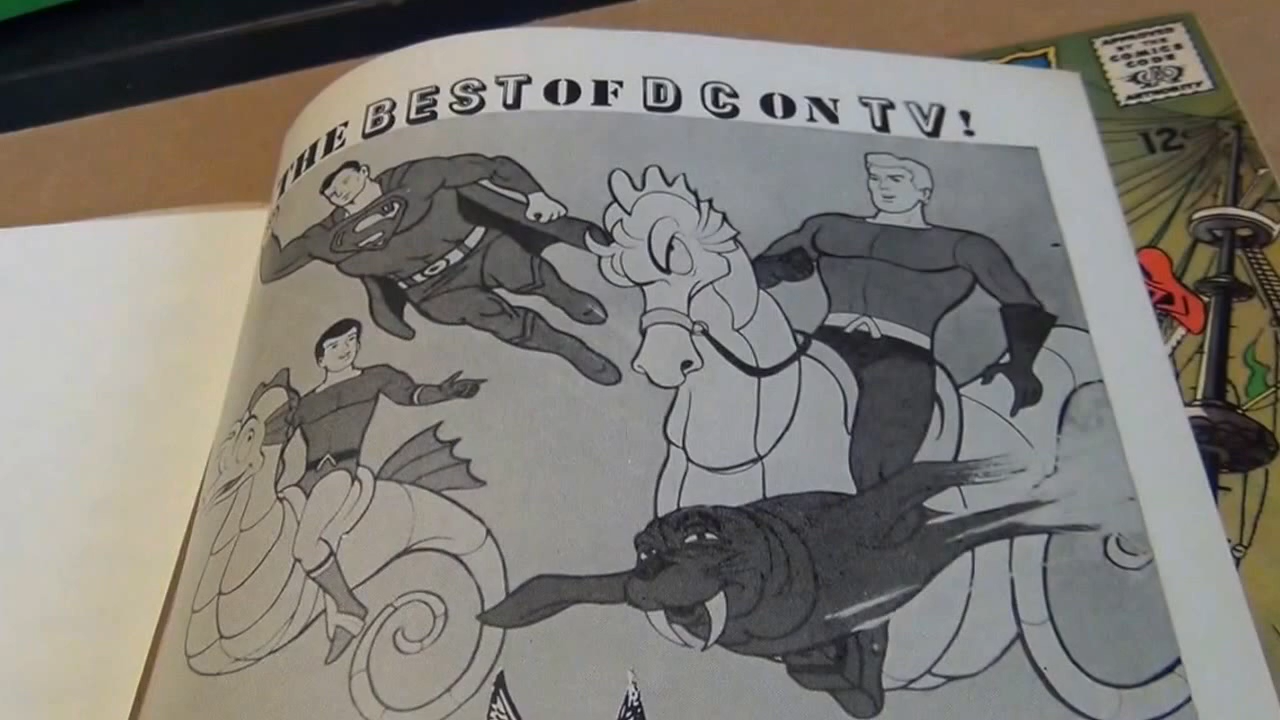 THE BEST OF DC ON TV!
S
APPROVED
BY THE
COMICS
CODE
AUTHORITY
12¢